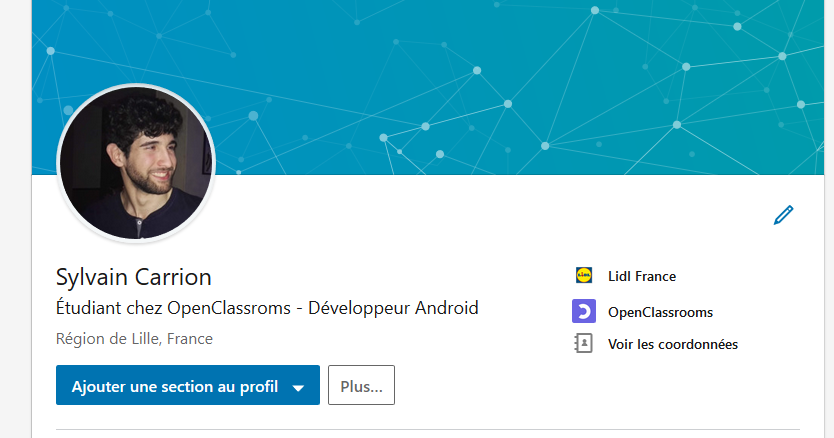 Sylvain Carrion
Étudiant chez OpenClassroms - Développeur Android
Région de Lille, France
Ajouter une section au profil
Plus...
LIDL
Lidl France
OpenClassrooms
Voir les coordonnées